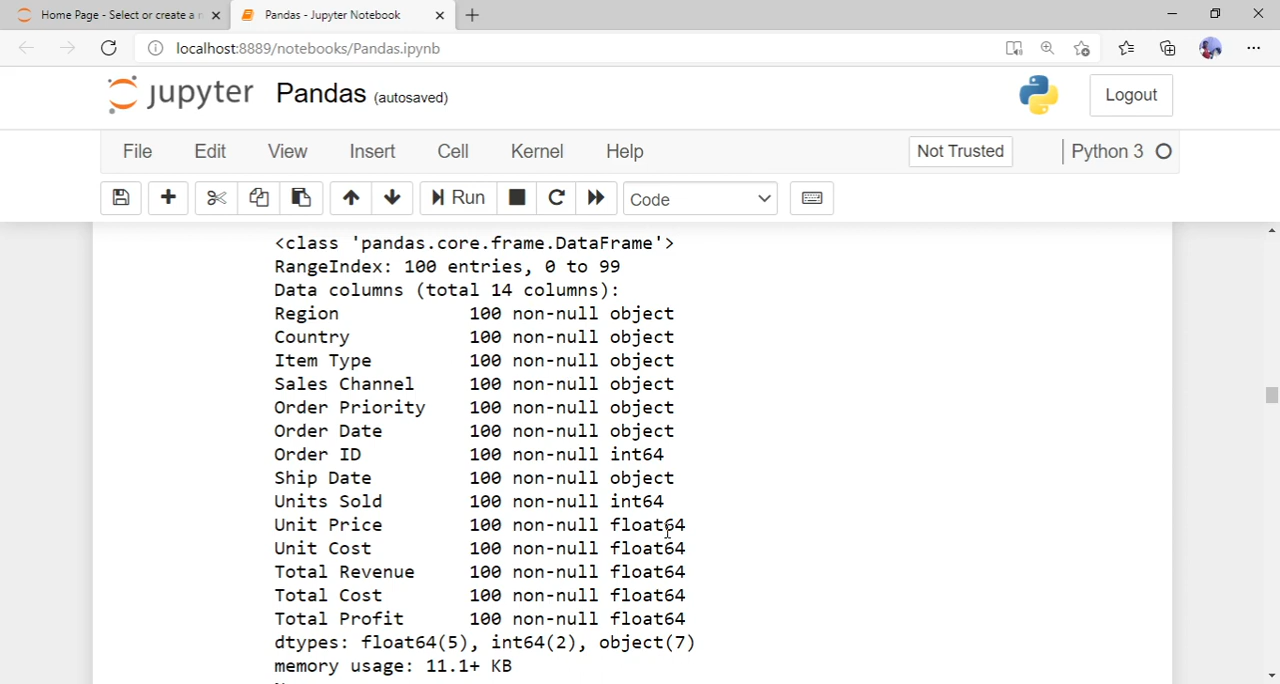 Home Page - Select or create a n
Pandas - Jupyter Notebook
localhost:8889/notebooks/Pandas.ipynb
jupyter Pandas (autosaved)
Logout
File Edit View Insert Cell Kernel Help Not Trusted Python 3
Run Code
<class 'pandas.core.frame.DataFrame'>
RangeIndex: 100 entries, 0 to 99
Data columns (total 14 columns):
Region 100 non-null object
Country 100 non-null object
Item Type 100 non-null object
Sales Channel 100 non-null object
Order Priority 100 non-null object
Order Date 100 non-null object
Order ID 100 non-null int64
Ship Date 100 non-null object
Units Sold 100 non-null int64
Unit Price 100 non-null float64
Unit Cost 100 non-null float64
Total Revenue 100 non-null float64
Total Cost 100 non-null float64
Total Profit 100 non-null float64
dtypes: float64(5), int64(2), object(7)
memory usage: 11.1+ KB